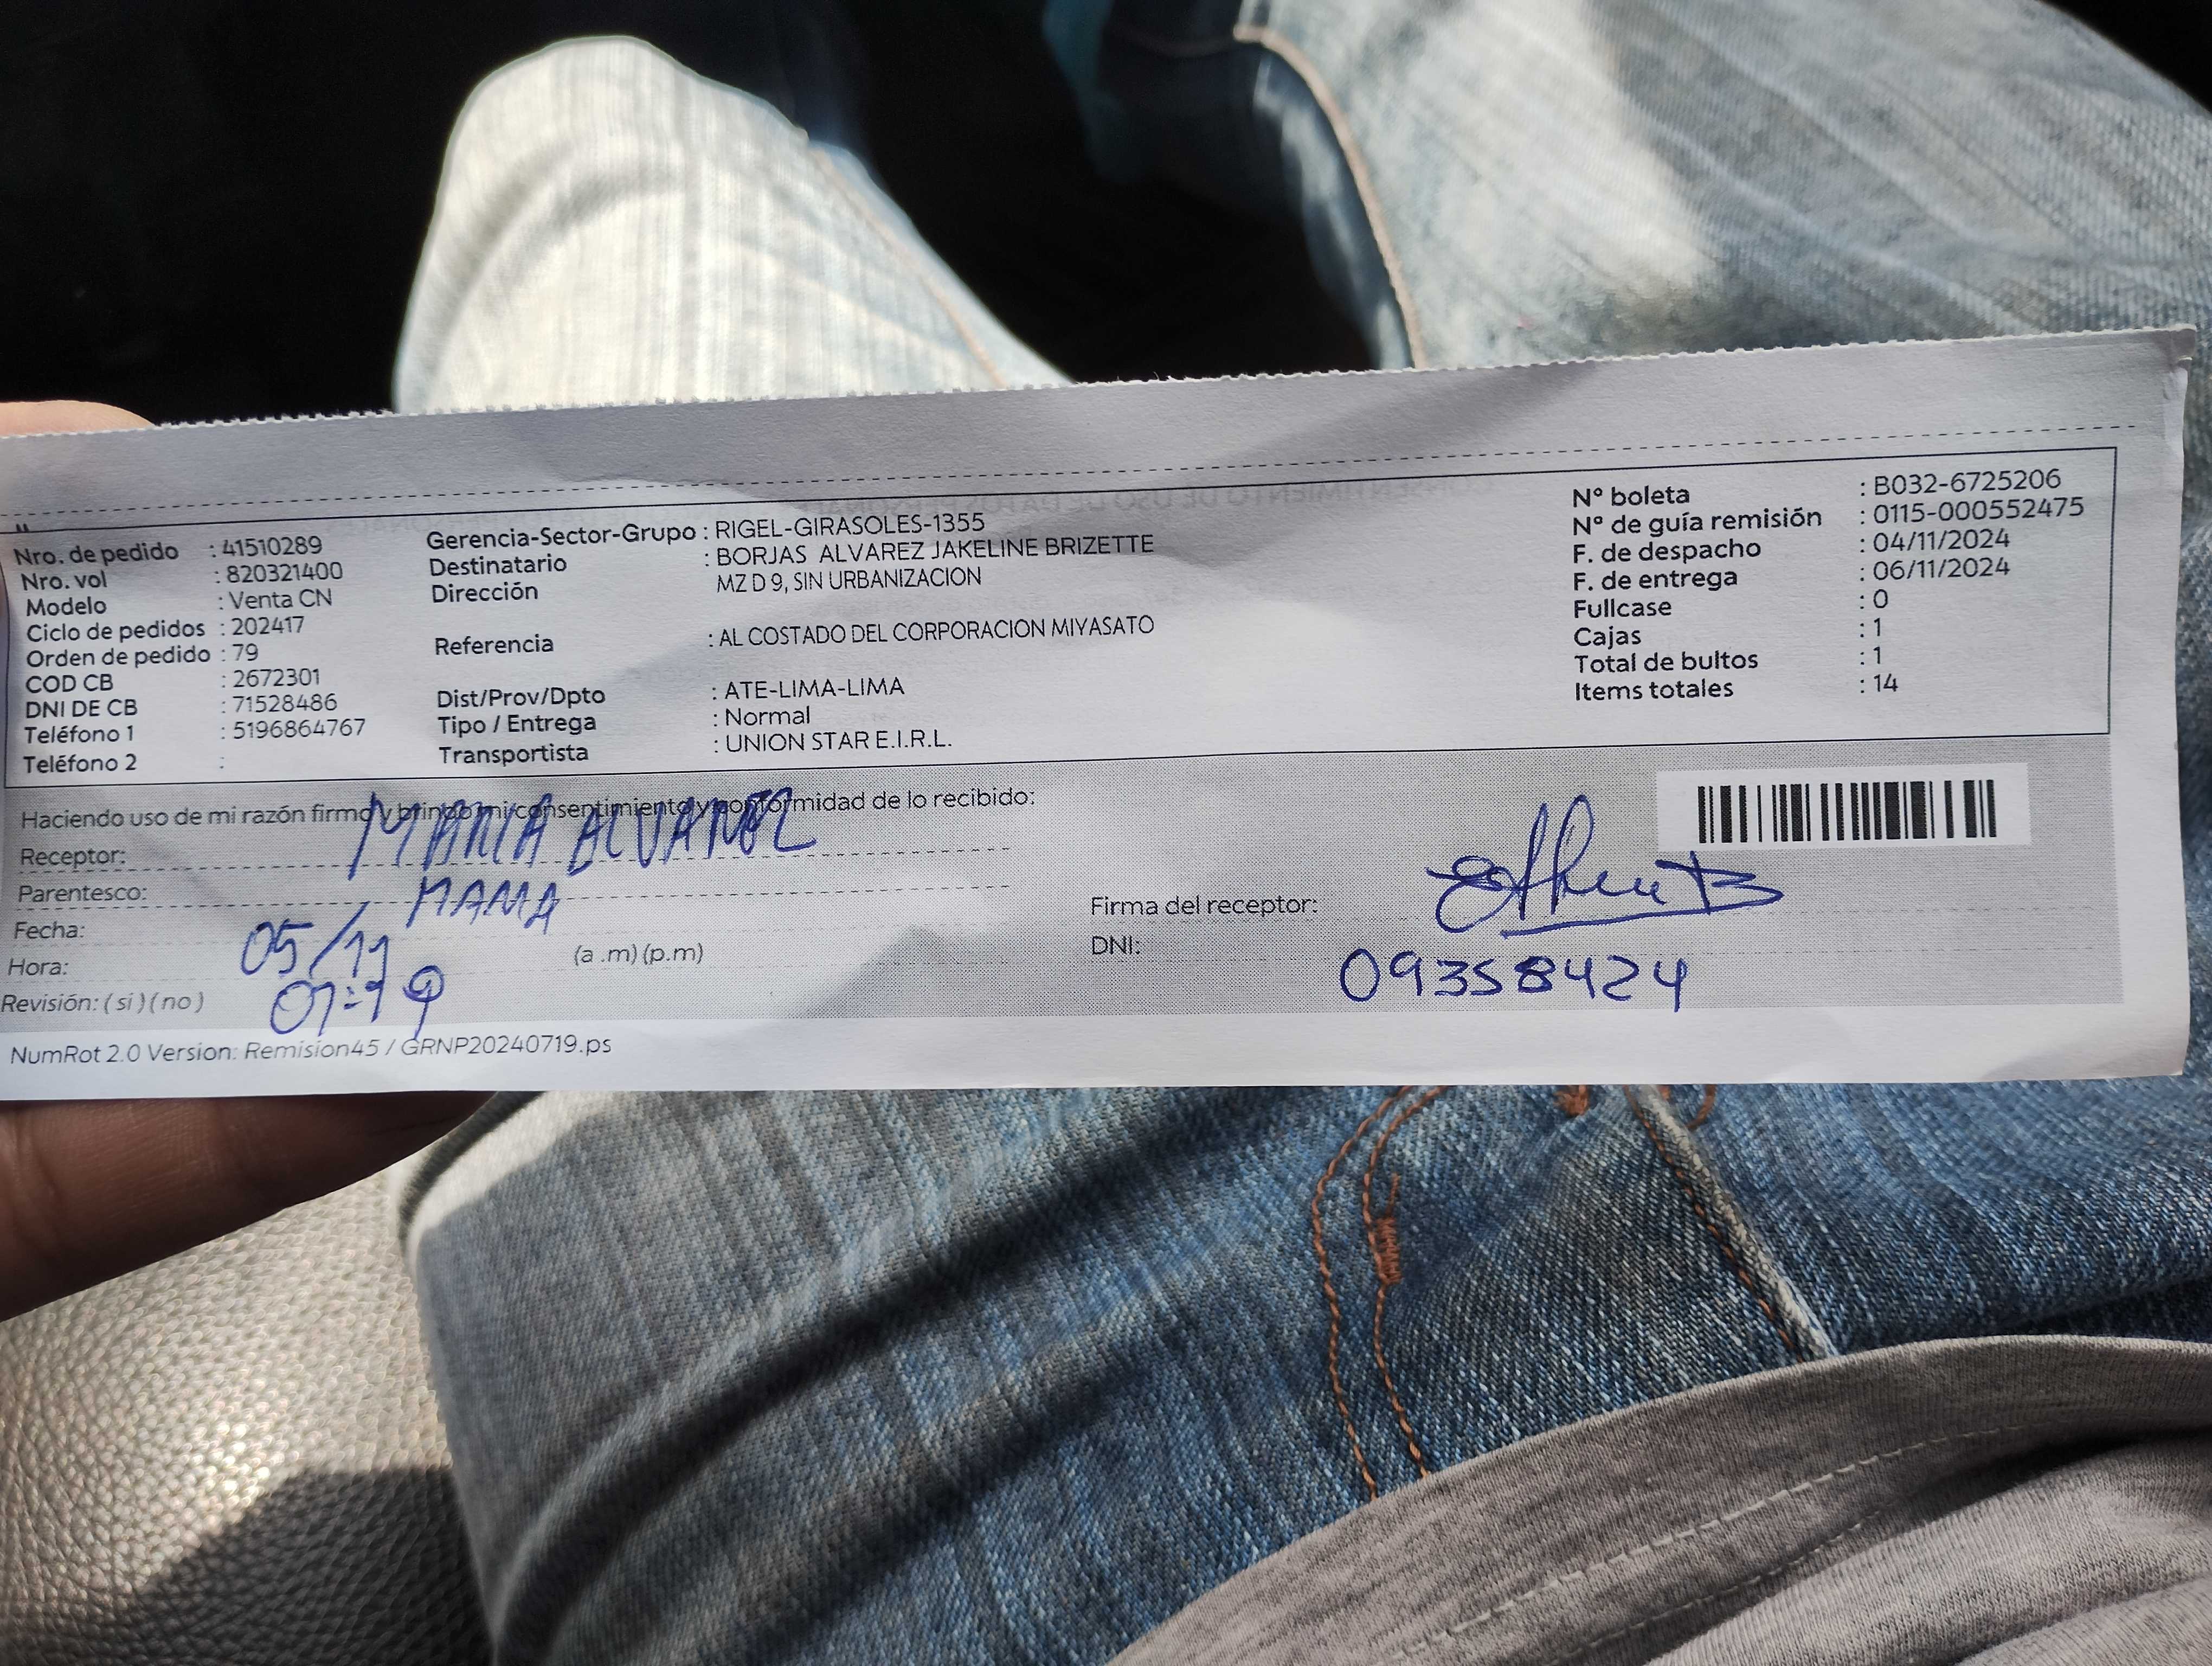 Nro. de pedido : 41510289
Nro. vol : 820321400
Modelo : Venta CN
Ciclo de pedidos : 202417
Orden de pedido : 79
COD CB : 2672301
DNI DE CB : 71528486
Teléfono 1 : 5196864767
Teléfono 2 :
Gerencia-Sector-Grupo : RIGEL-GIRASOLES-1355
Destinatario : BORJAS ALVAREZ JAKELINE BRIZETTE
Dirección MZ D 9, SIN URBANIZACION
Referencia : AL COSTADO DEL CORPORACION MIYASATO
Dist/Prov/Dpto : ATE-LIMA-LIMA
Tipo / Entrega : Normal
Transportista : UNION STAR E.I.R.L.
N° boleta : B032-6725206
N° de guía remisión : 0115-000552475
F. de despacho : 04/11/2024
F. de entrega : 06/11/2024
Fullcase : 0
Cajas : 1
Total de bultos : 1
Items totales : 14
Haciendo uso de mi razón firmo y brindo mi consentimiento y conformidad de lo recibido:
Receptor: MARIA ALVAREZ
Parentesco: MAMA
Fecha: 05/11
Hora: (a .m) (p.m)
Revisión: ( si ) ( no )
Firma del receptor:
DNI: 09358424
NumRot 2.0 Version: Remision45 / GRNP20240719.ps